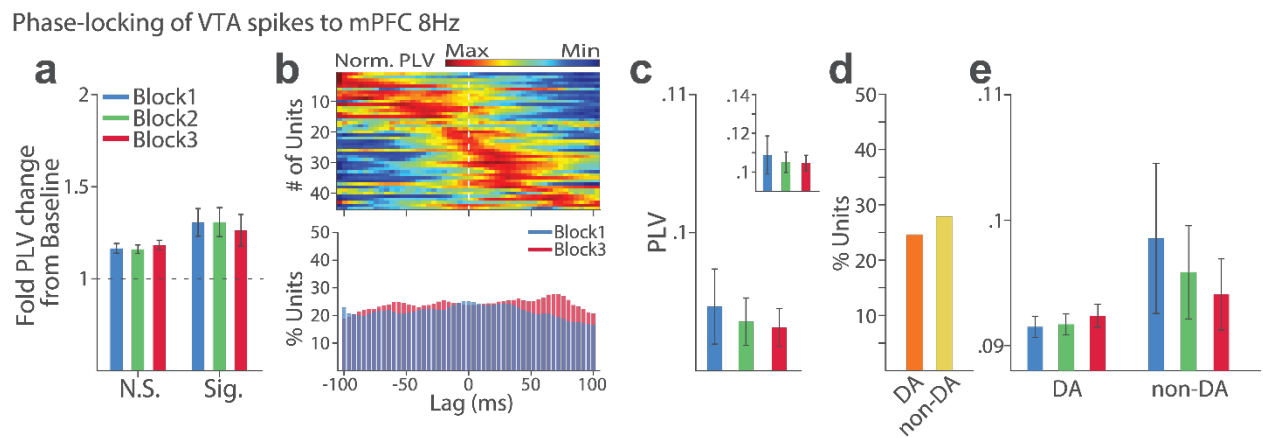 Phase-locking of VTA spikes to mPFC 8Hz
a
2
1.5
1
Fold PLV change
from Baseline
Block1
Block2
Block3
N.S.
Sig.
b
Norm. PLV
Max
Min
# of Units
10
20
30
40
% Units
50
40
30
20
10
Block1
Block3
-100
-50
0
50
100
Lag (ms)
c
.11
.1
PLV
.14
.12
.1
d
% Units
50
40
30
20
10
DA
non-DA
e
.11
.1
.09
DA
non-DA